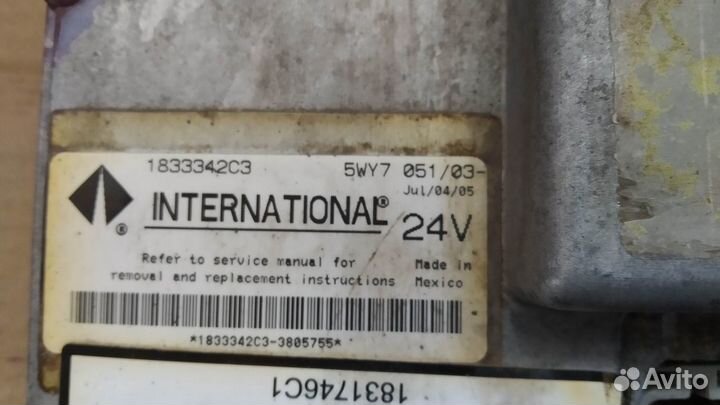 1833342C3 5WY7 051/03-
Jul/04/05
INTERNATIONAL®
24V
®
Refer to service manual for
removal and replacement instructions
Made in
Mexico
*1833342C3-3805755*
1831746C1
Avito